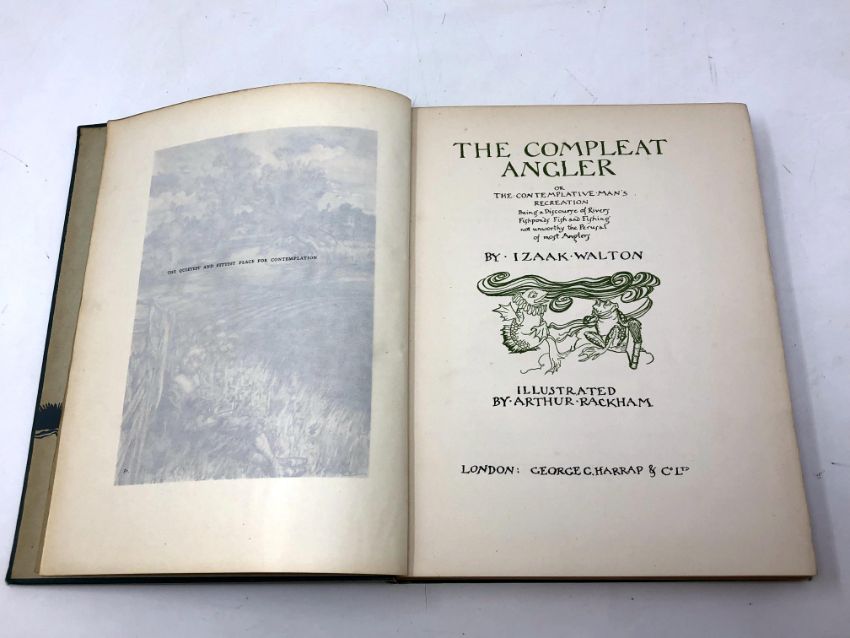 THE QUIETEST AND FITTEST PLACE FOR CONTEMPLATION
THE COMPLEAT
ANGLER
OR
THE·CONTEMPLATIVE·MAN'S
RECREATION
Being a Discourse of Rivers
Fishponds Fish and Fishing
not unworthy the Perusal
of most Anglers
BY·IZAAK·WALTON
ILLUSTRATED
BY·ARTHUR·RACKHAM
LONDON: GEORGE G. HARRAP & Co LTD